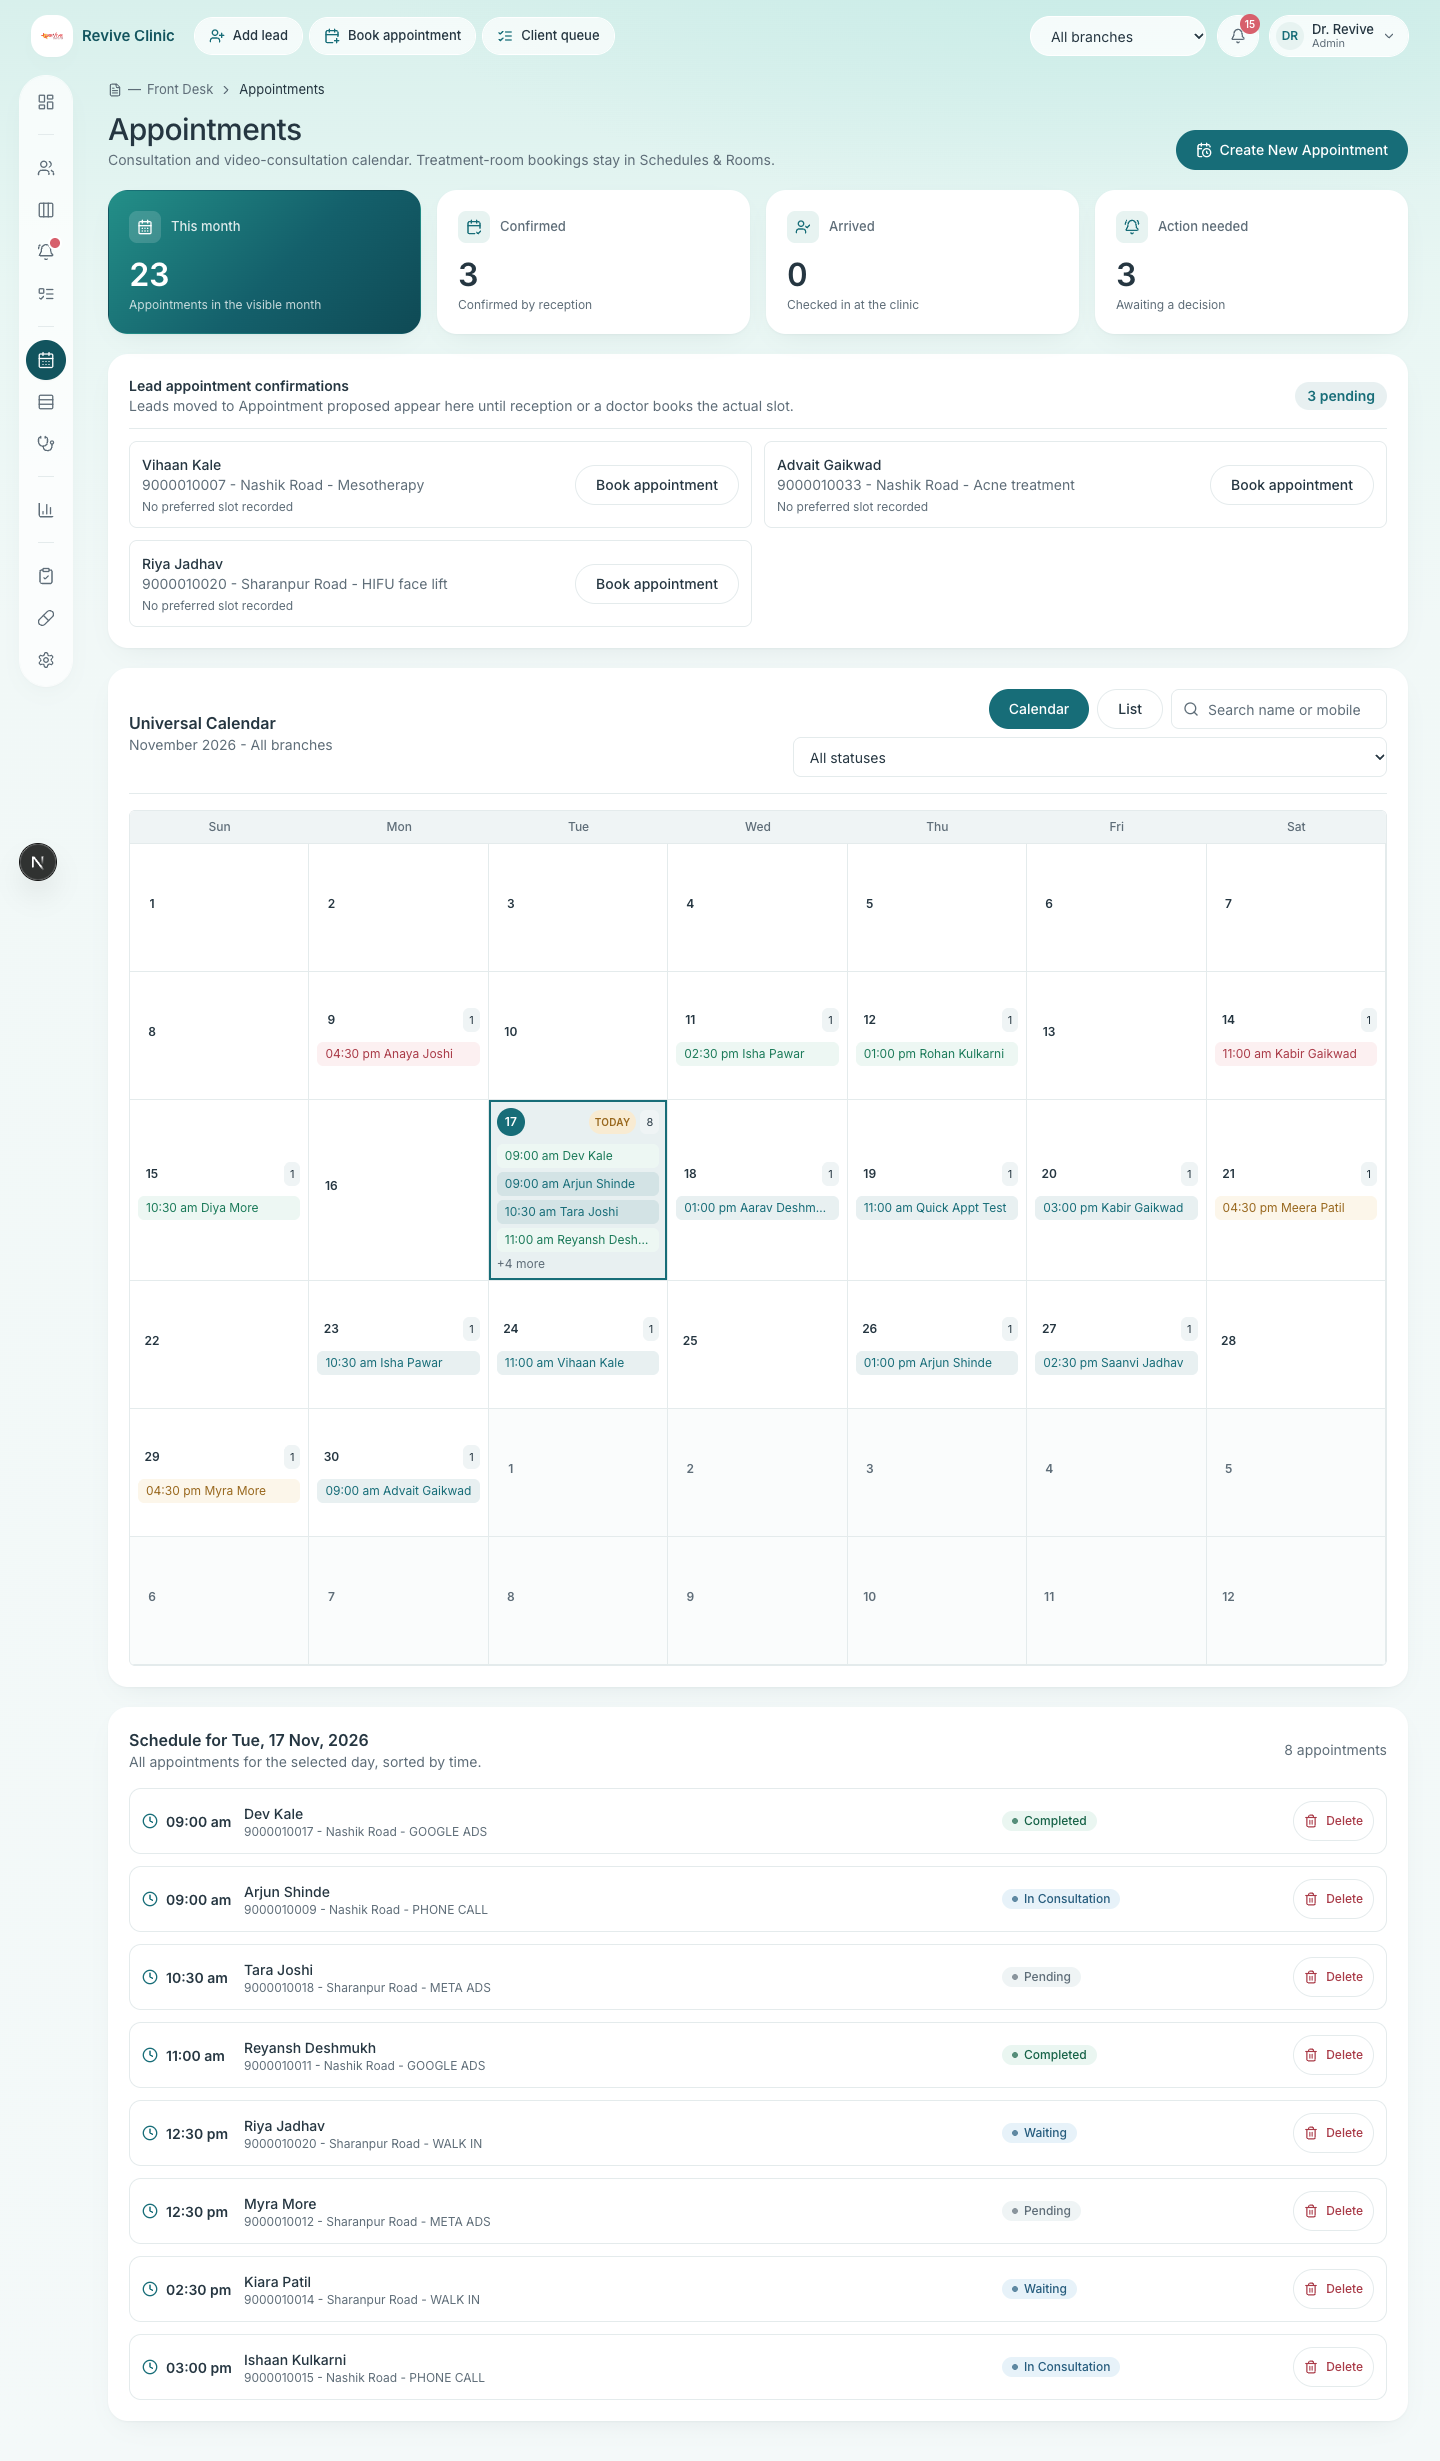 Revive Clinic
Add lead
Book appointment
Client queue
All branches
15
DR
Dr. Revive
Admin
— Front Desk > Appointments
Appointments
Consultation and video-consultation calendar. Treatment-room bookings stay in Schedules & Rooms.
Create New Appointment
This month
23
Appointments in the visible month
Confirmed
3
Confirmed by reception
Arrived
0
Checked in at the clinic
Action needed
3
Awaiting a decision
Lead appointment confirmations
Leads moved to Appointment proposed appear here until reception or a doctor books the actual slot.
3 pending
Vihaan Kale
9000010007 - Nashik Road - Mesotherapy
No preferred slot recorded
Book appointment
Advait Gaikwad
9000010033 - Nashik Road - Acne treatment
No preferred slot recorded
Book appointment
Riya Jadhav
9000010020 - Sharanpur Road - HIFU face lift
No preferred slot recorded
Book appointment
Universal Calendar
November 2026 - All branches
Calendar
List
Search name or mobile
All statuses
Sun Mon Tue Wed Thu Fri Sat
1 2 3 4 5 6 7
8
9 1
04:30 pm Anaya Joshi
10
11 1
02:30 pm Isha Pawar
12 1
01:00 pm Rohan Kulkarni
13
14 1
11:00 am Kabir Gaikwad
15 1
10:30 am Diya More
16
17 TODAY 8
09:00 am Dev Kale
09:00 am Arjun Shinde
10:30 am Tara Joshi
11:00 am Reyansh Desh...
+4 more
18 1
01:00 pm Aarav Deshm...
19 1
11:00 am Quick Appt Test
20 1
03:00 pm Kabir Gaikwad
21 1
04:30 pm Meera Patil
22
23 1
10:30 am Isha Pawar
24 1
11:00 am Vihaan Kale
25
26 1
01:00 pm Arjun Shinde
27 1
02:30 pm Saanvi Jadhav
28
29 1
04:30 pm Myra More
30 1
09:00 am Advait Gaikwad
1 2 3 4 5
6 7 8 9 10 11 12
N
Schedule for Tue, 17 Nov, 2026
All appointments for the selected day, sorted by time.
8 appointments
09:00 am
Dev Kale
9000010017 - Nashik Road - GOOGLE ADS
Completed
Delete
09:00 am
Arjun Shinde
9000010009 - Nashik Road - PHONE CALL
In Consultation
Delete
10:30 am
Tara Joshi
9000010018 - Sharanpur Road - META ADS
Pending
Delete
11:00 am
Reyansh Deshmukh
9000010011 - Nashik Road - GOOGLE ADS
Completed
Delete
12:30 pm
Riya Jadhav
9000010020 - Sharanpur Road - WALK IN
Waiting
Delete
12:30 pm
Myra More
9000010012 - Sharanpur Road - META ADS
Pending
Delete
02:30 pm
Kiara Patil
9000010014 - Sharanpur Road - WALK IN
Waiting
Delete
03:00 pm
Ishaan Kulkarni
9000010015 - Nashik Road - PHONE CALL
In Consultation
Delete